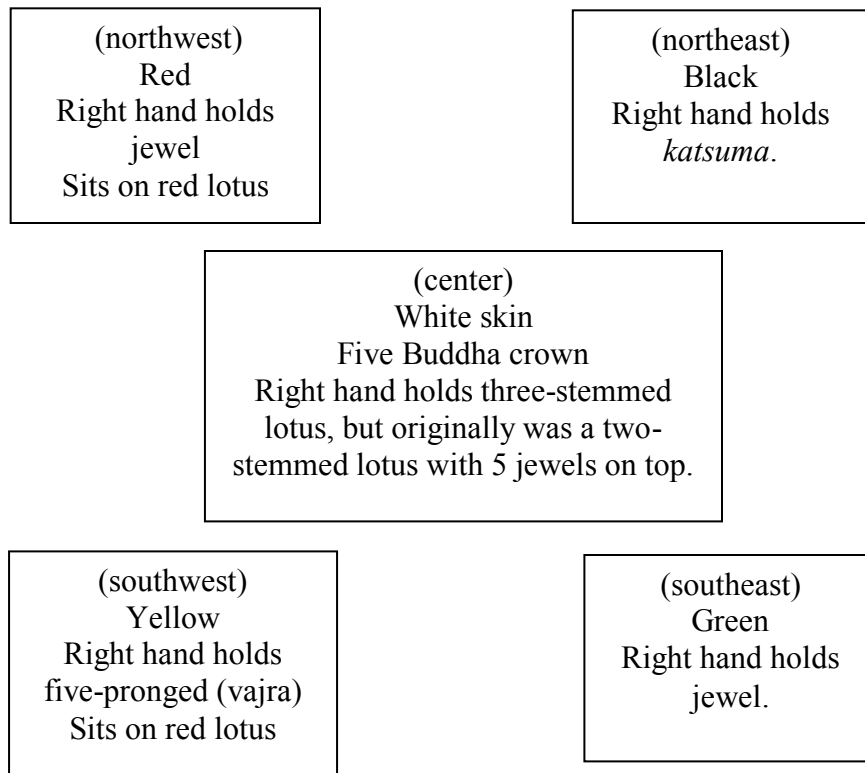 (northwest)
Red
Right hand holds
jewel
Sits on red lotus
(northeast)
Black
Right hand holds
katsuma.
(center)
White skin
Five Buddha crown
Right hand holds three-stemmed
lotus, but originally was a two-
stemmed lotus with 5 jewels on top.
(southwest)
Yellow
Right hand holds
five-pronged (vajra)
Sits on red lotus
(southeast)
Green
Right hand holds
jewel.